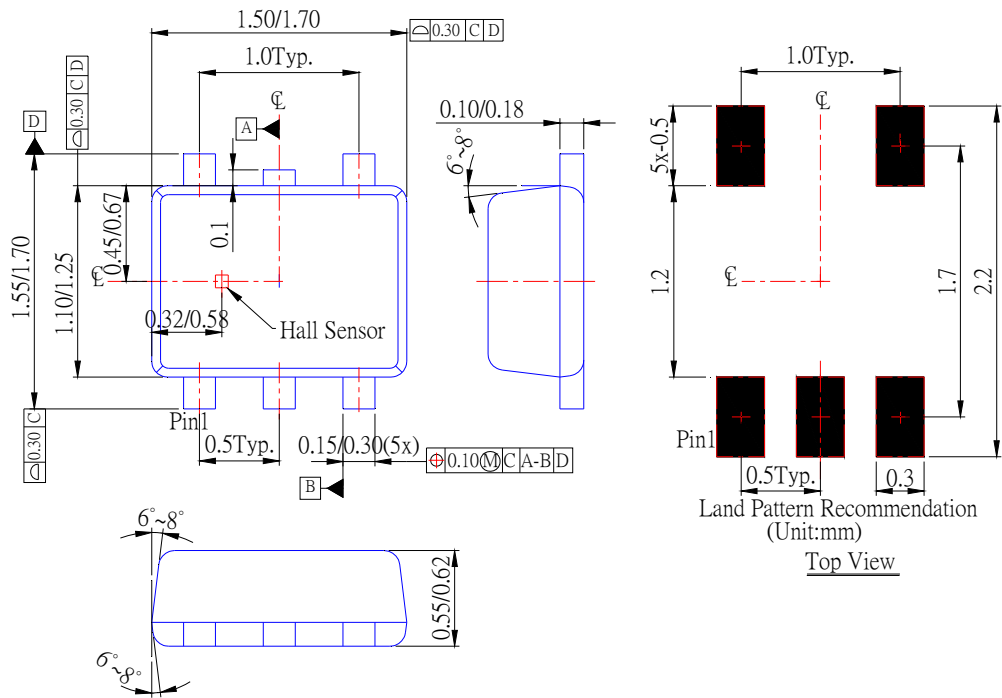 1.50/1.70
⌓ 0.30 C D
1.0Typ.
⌓ 0.30 C D
℄
A
D
0.10/0.18
6°~8°
1.55/1.70
1.10/1.25
0.45/0.67
0.1
℄
0.32/0.58
Hall Sensor
Pin1
⌓ 0.30 C
0.5Typ.
0.15/0.30(5x)
⌖ 0.10 Ⓜ C A-B D
B
6°~8°
0.55/0.62
6°~8°
1.0Typ.
℄
5x-0.5
1.2
℄
1.7
2.2
Pin1
0.5Typ.
0.3
Land Pattern Recommendation
(Unit:mm)
Top View